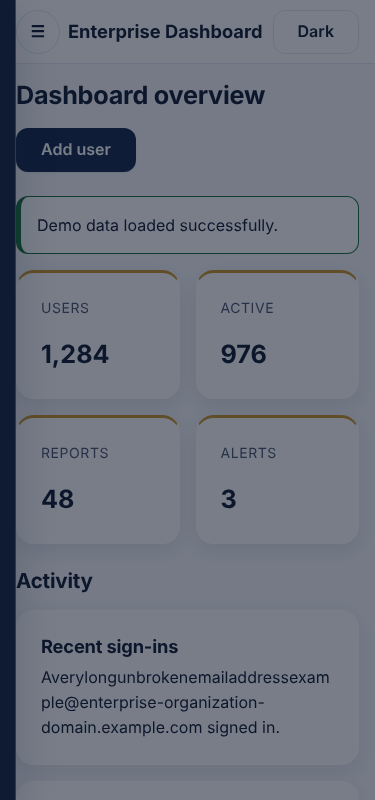 ☰ Enterprise Dashboard Dark
Dashboard overview
Add user
Demo data loaded successfully.
USERS
1,284
ACTIVE
976
REPORTS
48
ALERTS
3
Activity
Recent sign-ins
Averylongunbrokenemailaddressexam
ple@enterprise-organization-
domain.example.com signed in.